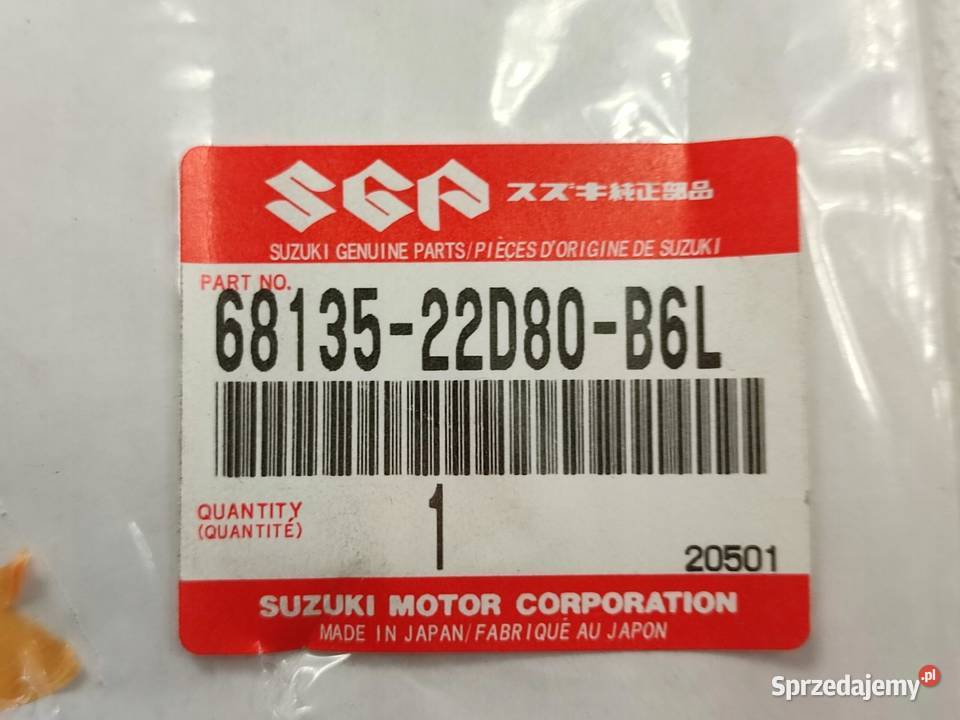 SGP スズキ純正部品
SUZUKI GENUINE PARTS/PIÈCES D'ORIGINE DE SUZUKI
PART NO.
68135-22D80-B6L
QUANTITY 1
(QUANTITÉ)
20501
SUZUKI MOTOR CORPORATION
MADE IN JAPAN/FABRIQUÉ AU JAPON
Sprzedajemy.pl